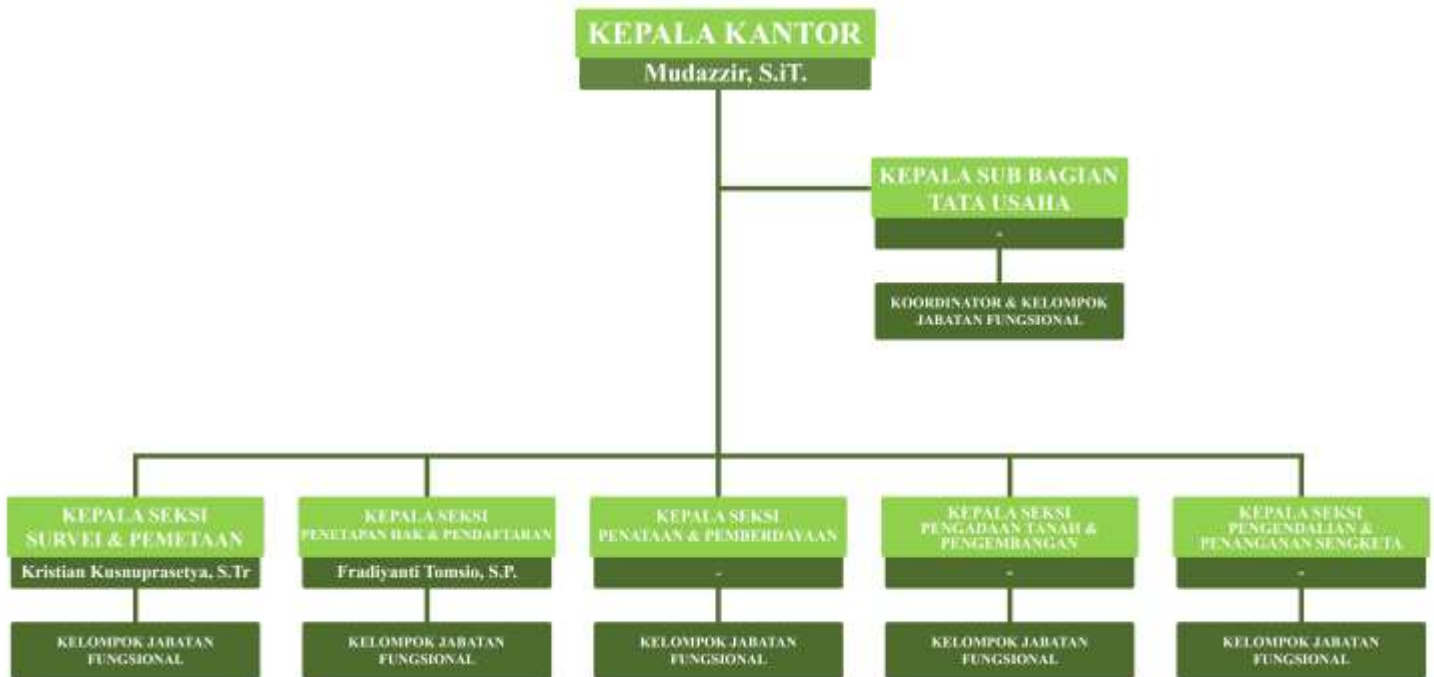 KEPALA KANTOR
Mudazzir, S.iT.
KEPALA SUB BAGIAN
TATA USAHA
-
KOORDINATOR & KELOMPOK
JABATAN FUNGSIONAL
KEPALA SEKSI
SURVEI & PEMETAAN
Kristian Kusnuprasetya, S.Tr
KELOMPOK JABATAN
FUNGSIONAL
KEPALA SEKSI
PENETAPAN HAK & PENDAFTARAN
Fradiyanti Tomsio, S.P.
KELOMPOK JABATAN
FUNGSIONAL
KEPALA SEKSI
PENATAAN & PEMBERDAYAAN
-
KELOMPOK JABATAN
FUNGSIONAL
KEPALA SEKSI
PENGADAAN TANAH &
PENGEMBANGAN
-
KELOMPOK JABATAN
FUNGSIONAL
KEPALA SEKSI
PENGENDALIAN &
PENANGANAN SENGKETA
-
KELOMPOK JABATAN
FUNGSIONAL